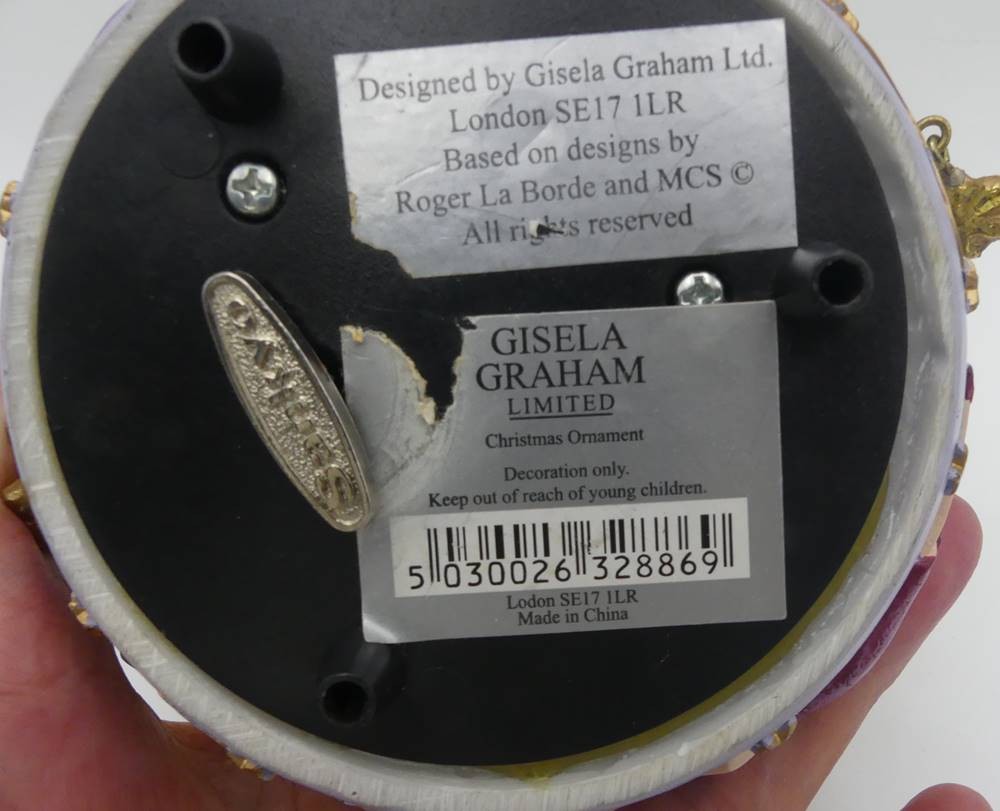 Designed by Gisela Graham Ltd.
London SE17 1LR
Based on designs by
Roger La Borde and MCS ©
All rights reserved
GISELA
GRAHAM
LIMITED
Christmas Ornament
Decoration only.
Keep out of reach of young children.
5 030026 328869
Lodon SE17 1LR
Made in China
SANKYO